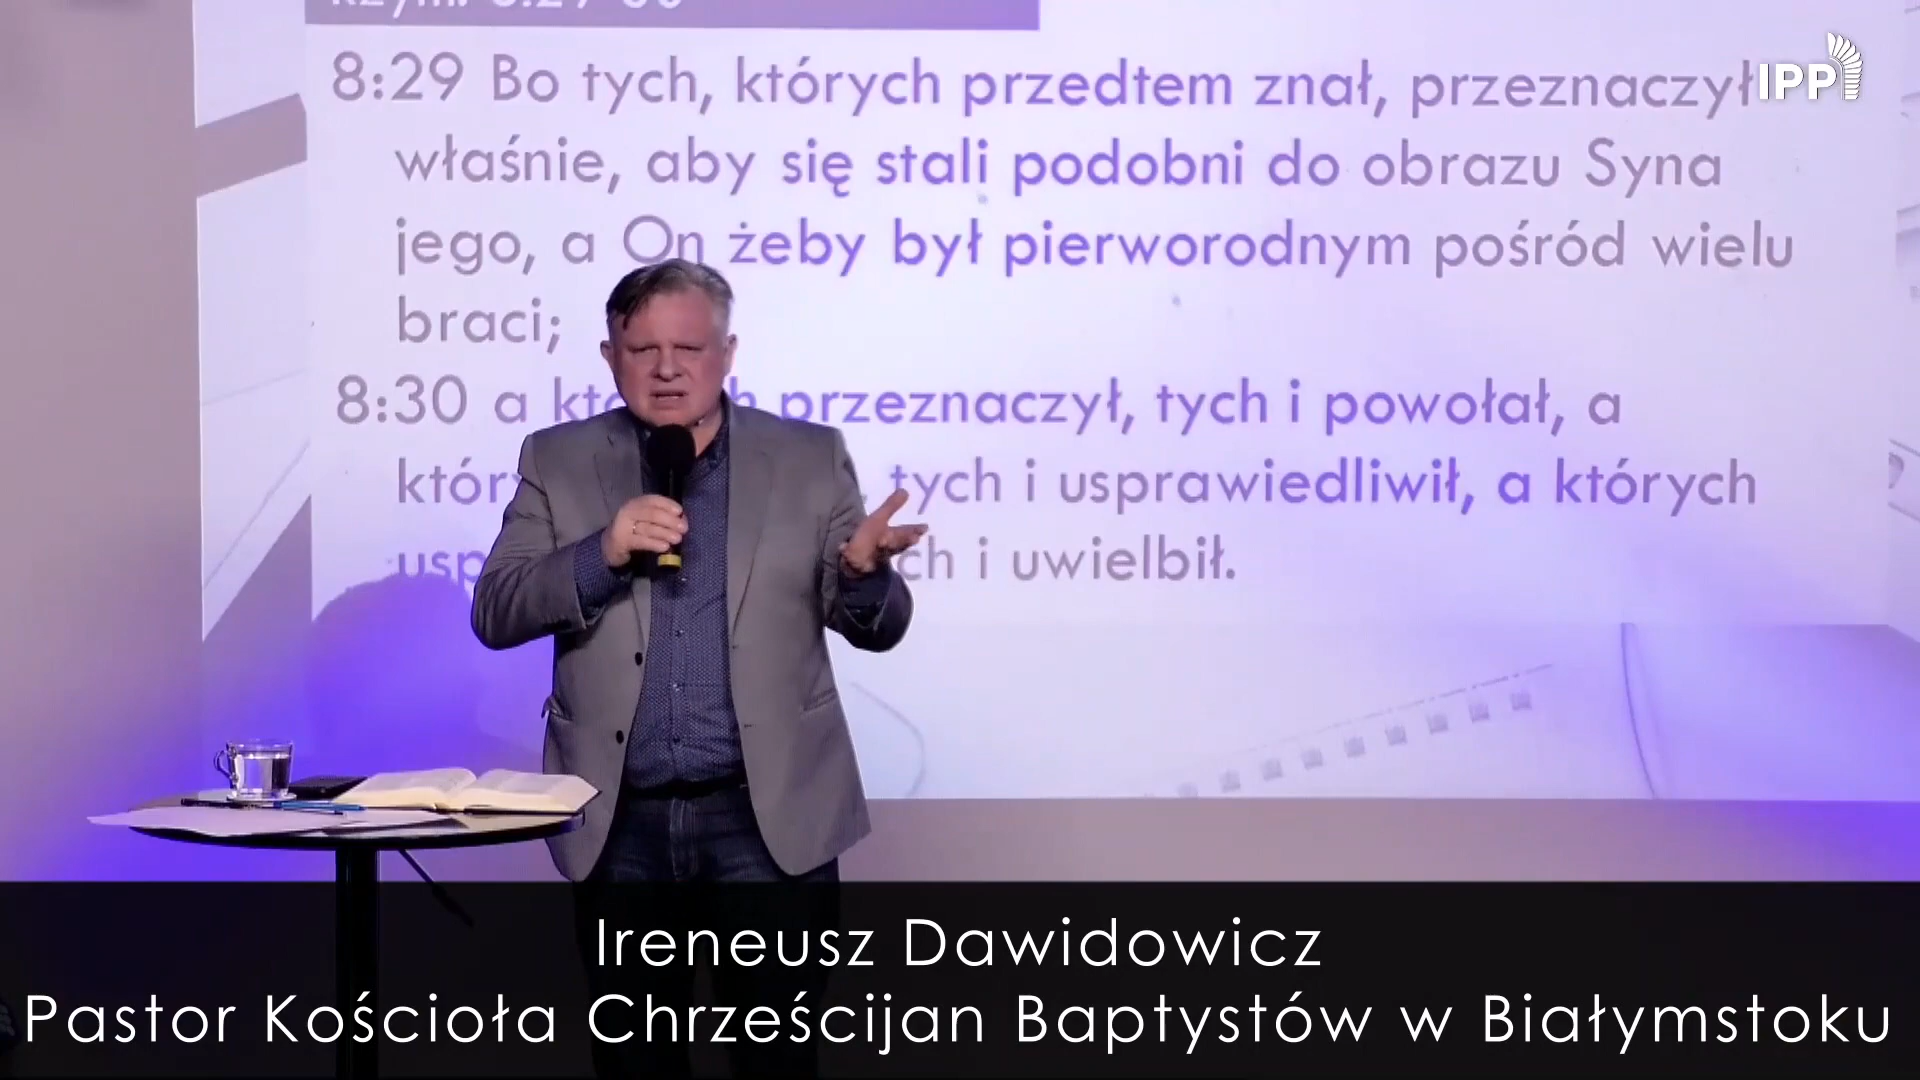 8:29 Bo tych, których przedtem znał, przeznaczył
IPP
właśnie, aby się stali podobni do obrazu Syna
jego, a On żeby był pierworodnym pośród wielu
braci;
8:30 a przeznaczył, tych i powołał, a
tych i usprawiedliwił, a których
i uwielbił.
Ireneusz Dawidowicz
Pastor Kościoła Chrześcijan Baptystów w Białymstoku